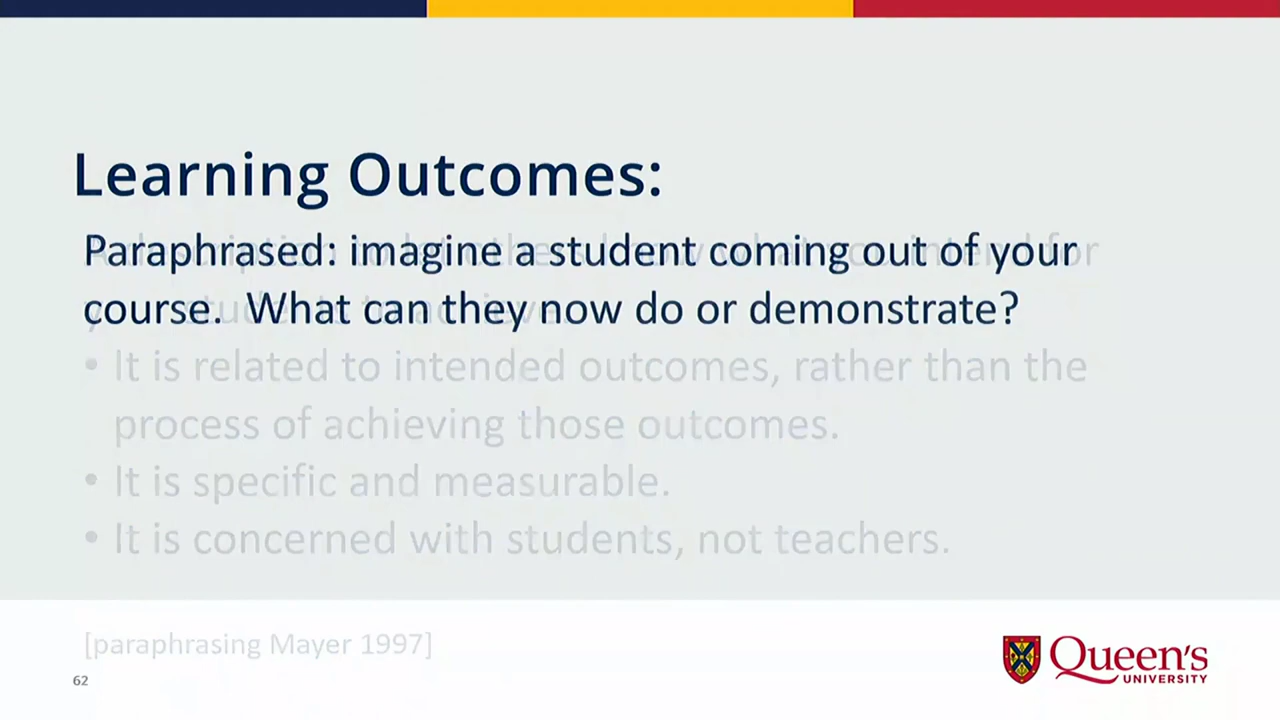 Learning Outcomes:
Paraphrased: imagine a student coming out of your
course. What can they now do or demonstrate?
• It is related to intended outcomes, rather than the
process of achieving those outcomes.
• It is specific and measurable.
• It is concerned with students, not teachers.
[paraphrasing Mayer 1997]
62
Queen's
UNIVERSITY